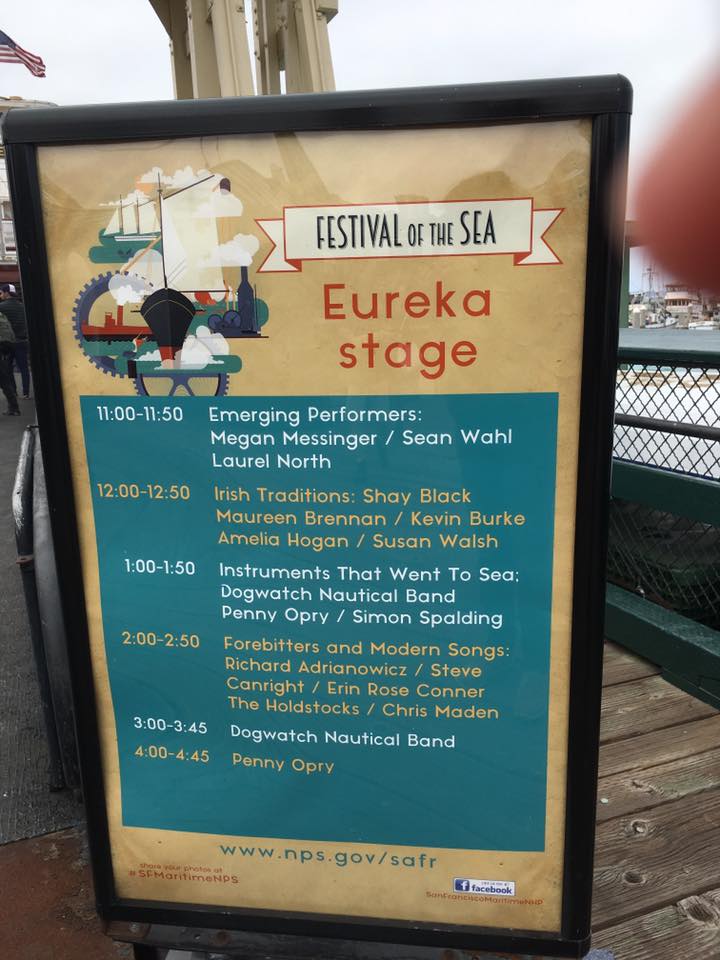 FESTIVAL OF THE SEA
Eureka
stage
11:00-11:50 Emerging Performers:
Megan Messinger / Sean Wahl
Laurel North
12:00-12:50 Irish Traditions: Shay Black
Maureen Brennan / Kevin Burke
Amelia Hogan / Susan Walsh
1:00-1:50 Instruments That Went To Sea:
Dogwatch Nautical Band
Penny Opry / Simon Spalding
2:00-2:50 Forebitters and Modern Songs:
Richard Adrianowicz / Steve
Canright / Erin Rose Conner
The Holdstocks / Chris Maden
3:00-3:45 Dogwatch Nautical Band
4:00-4:45 Penny Opry
www.nps.gov/safr
share your photos at
#SFMaritimeNPS
facebook
SanFranciscoMaritimeNHP